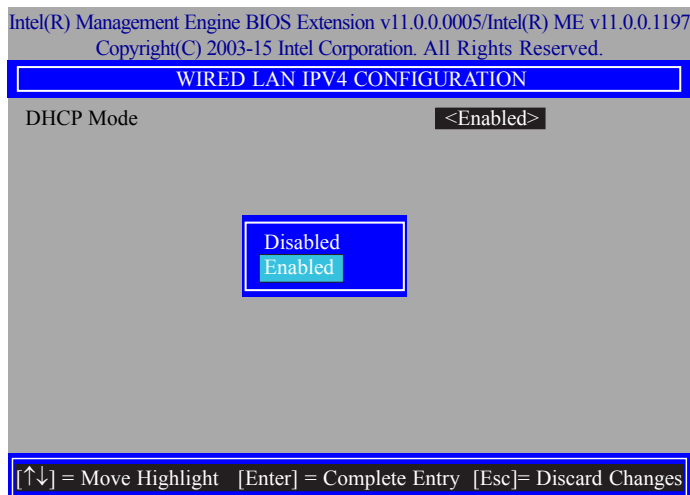 Intel(R) Management Engine BIOS Extension v11.0.0.0005/Intel(R) ME v11.0.0.1197
Copyright(C) 2003-15 Intel Corporation. All Rights Reserved.
WIRED LAN IPV4 CONFIGURATION
DHCP Mode <Enabled>
Disabled
Enabled
[↑↓] = Move Highlight [Enter] = Complete Entry [Esc]= Discard Changes